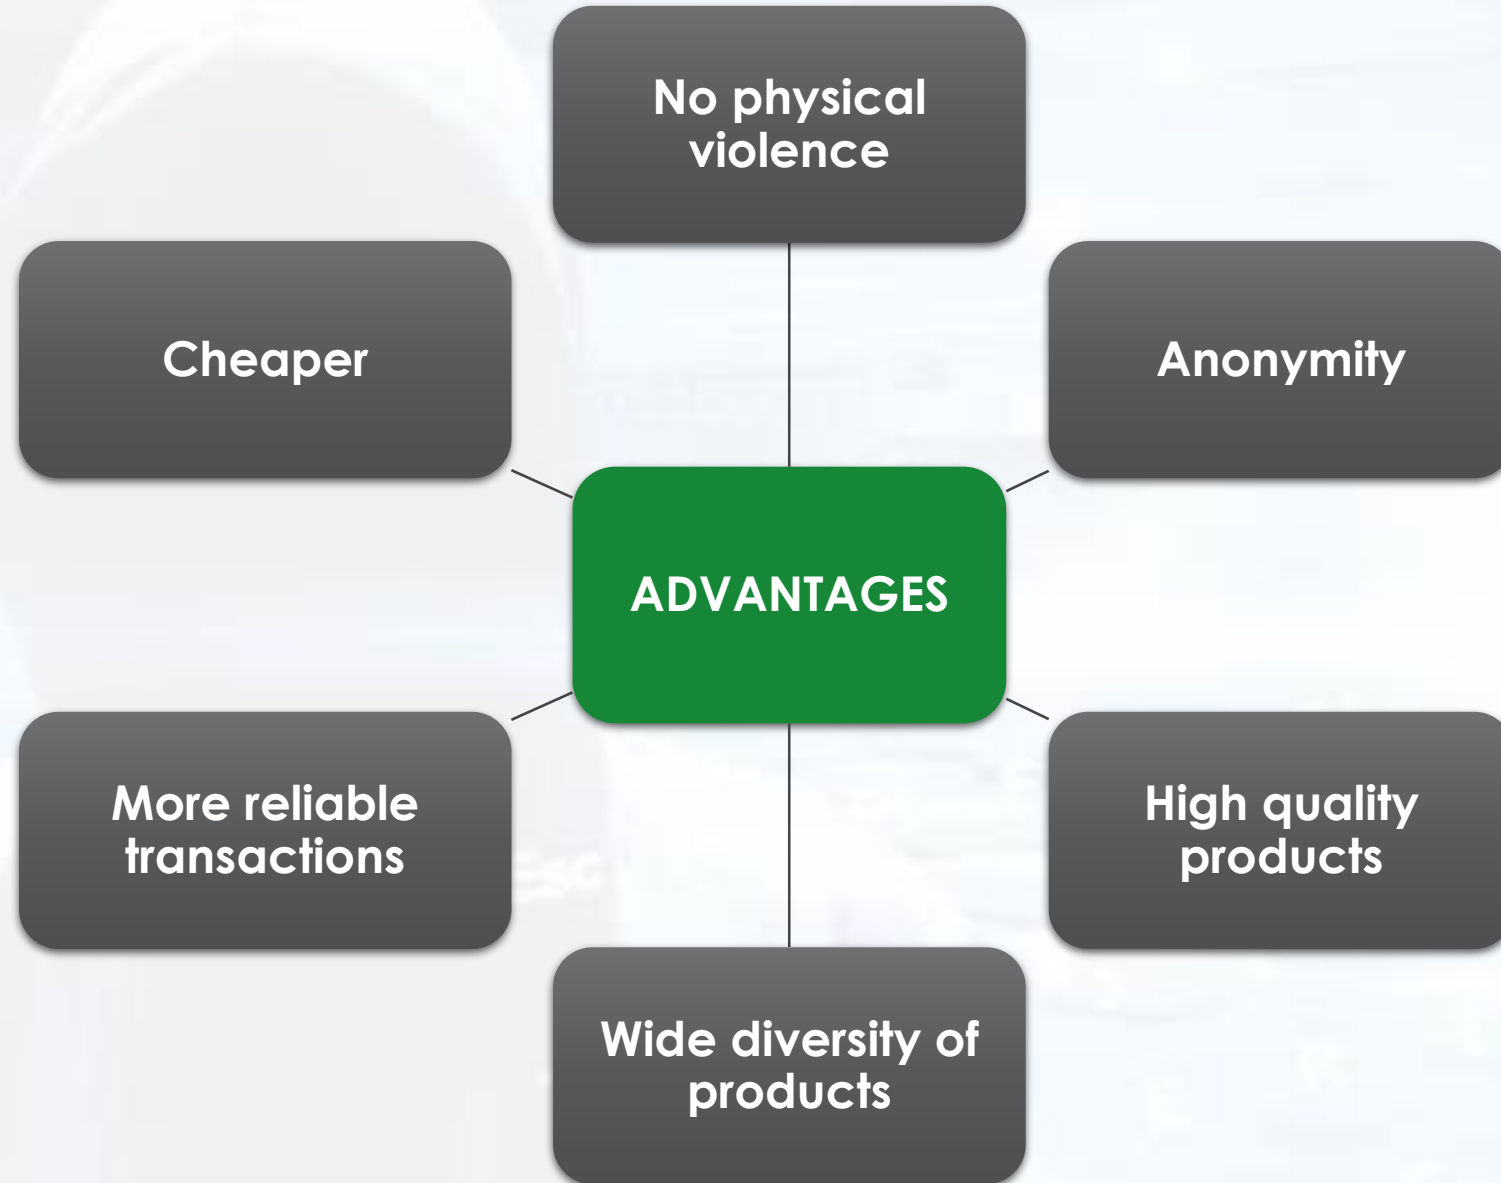 No physical
violence
Cheaper
Anonymity
ADVANTAGES
More reliable
transactions
High quality
products
Wide diversity of
products